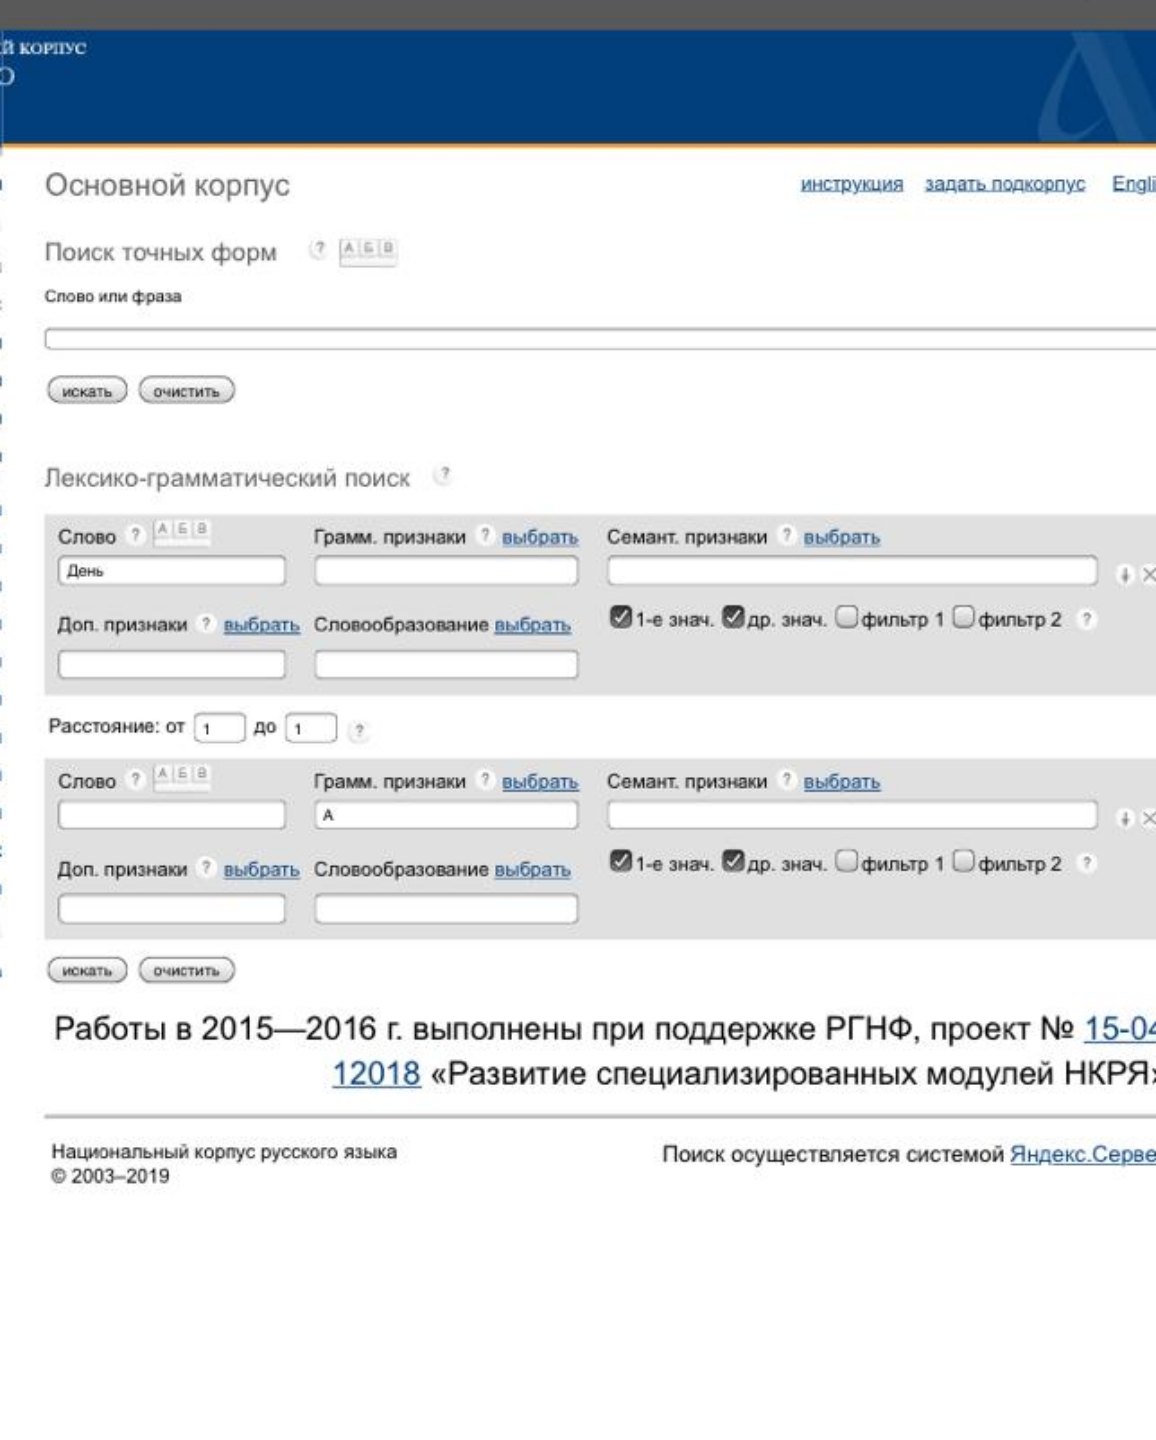 й корпус
О
Основной корпус инструкция задать подкорпус Engli
Поиск точных форм ? А Б В
Слово или фраза
искать очистить
Лексико-грамматический поиск ?
Слово ? А Б В Грамм. признаки ? выбрать Семант. признаки ? выбрать
День
Доп. признаки ? выбрать Словообразование выбрать 1-е знач. др. знач. фильтр 1 фильтр 2 ?
Расстояние: от 1 до 1 ?
Слово ? А Б В Грамм. признаки ? выбрать Семант. признаки ? выбрать
А
Доп. признаки ? выбрать Словообразование выбрать 1-е знач. др. знач. фильтр 1 фильтр 2 ?
искать очистить
Работы в 2015—2016 г. выполнены при поддержке РГНФ, проект № 15-04
12018 «Развитие специализированных модулей НКРЯ»
Национальный корпус русского языка Поиск осуществляется системой Яндекс.Серве
© 2003–2019